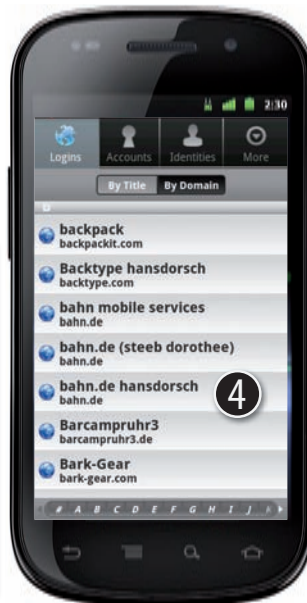 2:30
Logins Accounts Identities More
By Title By Domain
backpack
backpackit.com
Backtype hansdorsch
backtype.com
bahn mobile services
bahn.de
bahn.de (steeb dorothee)
bahn.de
bahn.de hansdorsch
bahn.de
4
Barcampruhr3
barcampruhr3.de
Bark-Gear
bark-gear.com
# A B C D E F G H I J